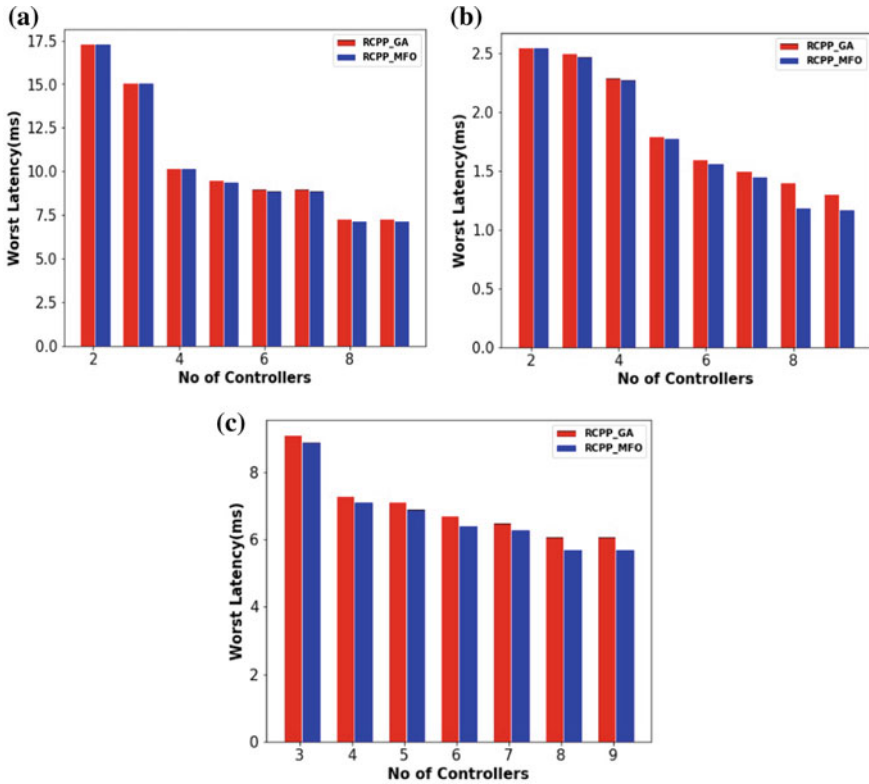 (a)
17.5
15.0
12.5
10.0
7.5
5.0
2.5
0.0
Worst Latency(ms)
2 4 6 8
No of Controllers
RCPP_GA
RCPP_MFO
(b)
2.5
2.0
1.5
1.0
0.5
0.0
Worst Latency(ms)
2 4 6 8
No of Controllers
RCPP_GA
RCPP_MFO
(c)
8
6
4
2
0
Worst Latency(ms)
3 4 5 6 7 8 9
No of Controllers
RCPP_GA
RCPP_MFO